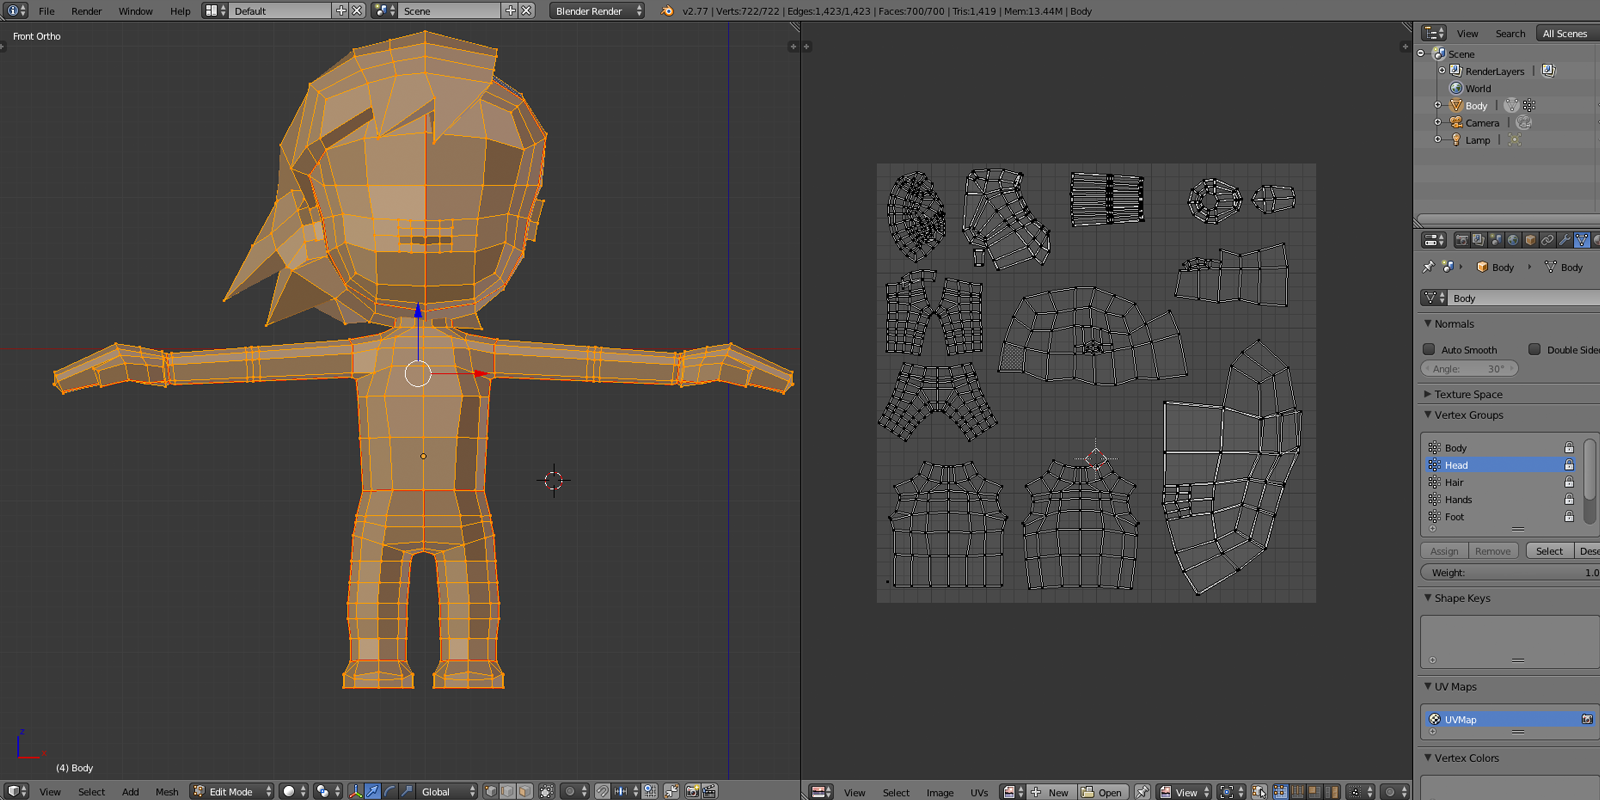 File Render Window Help Default Scene Blender Render v2.77 | Verts:722/722 | Edges:1,423/1,423 | Faces:700/700 | Tris:1,419 | Mem:13.44M | Body
Front Ortho
View Search All Scenes
Scene
RenderLayers
World
Body
Camera
Lamp
Body Body
Body
Normals
Auto Smooth Double Side
Angle: 30°
Texture Space
Vertex Groups
Body
Head
Hair
Hands
Foot
Assign Remove Select Dese
Weight: 1.0
Shape Keys
UV Maps
UVMap
Vertex Colors
z
x
(4) Body
View Select Add Mesh Edit Mode Global
View Select Image UVs New Open View